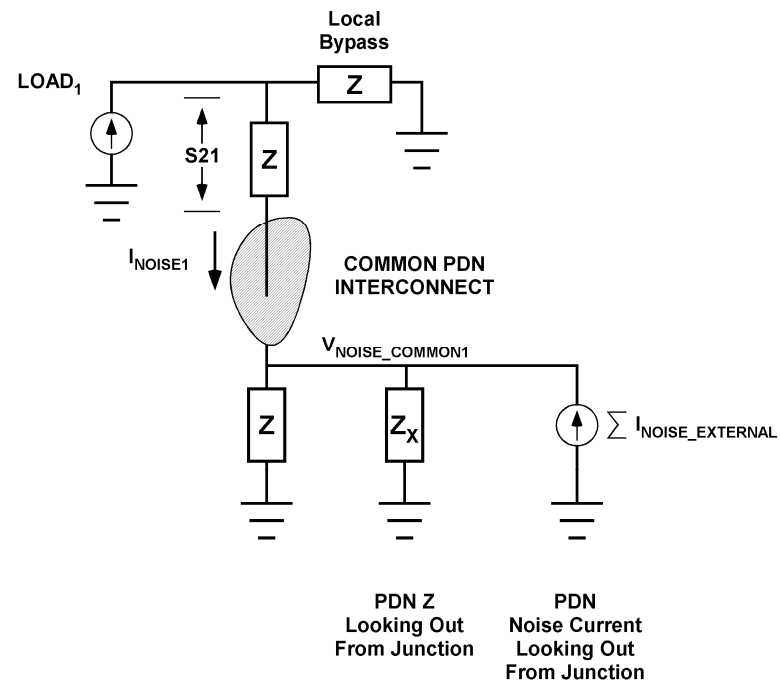 Local
Bypass
LOAD1
Z
S21
Z
INOISE1
COMMON PDN
INTERCONNECT
VNOISE_COMMON1
Z
ZX
∑ INOISE_EXTERNAL
PDN Z
Looking Out
From Junction
PDN
Noise Current
Looking Out
From Junction